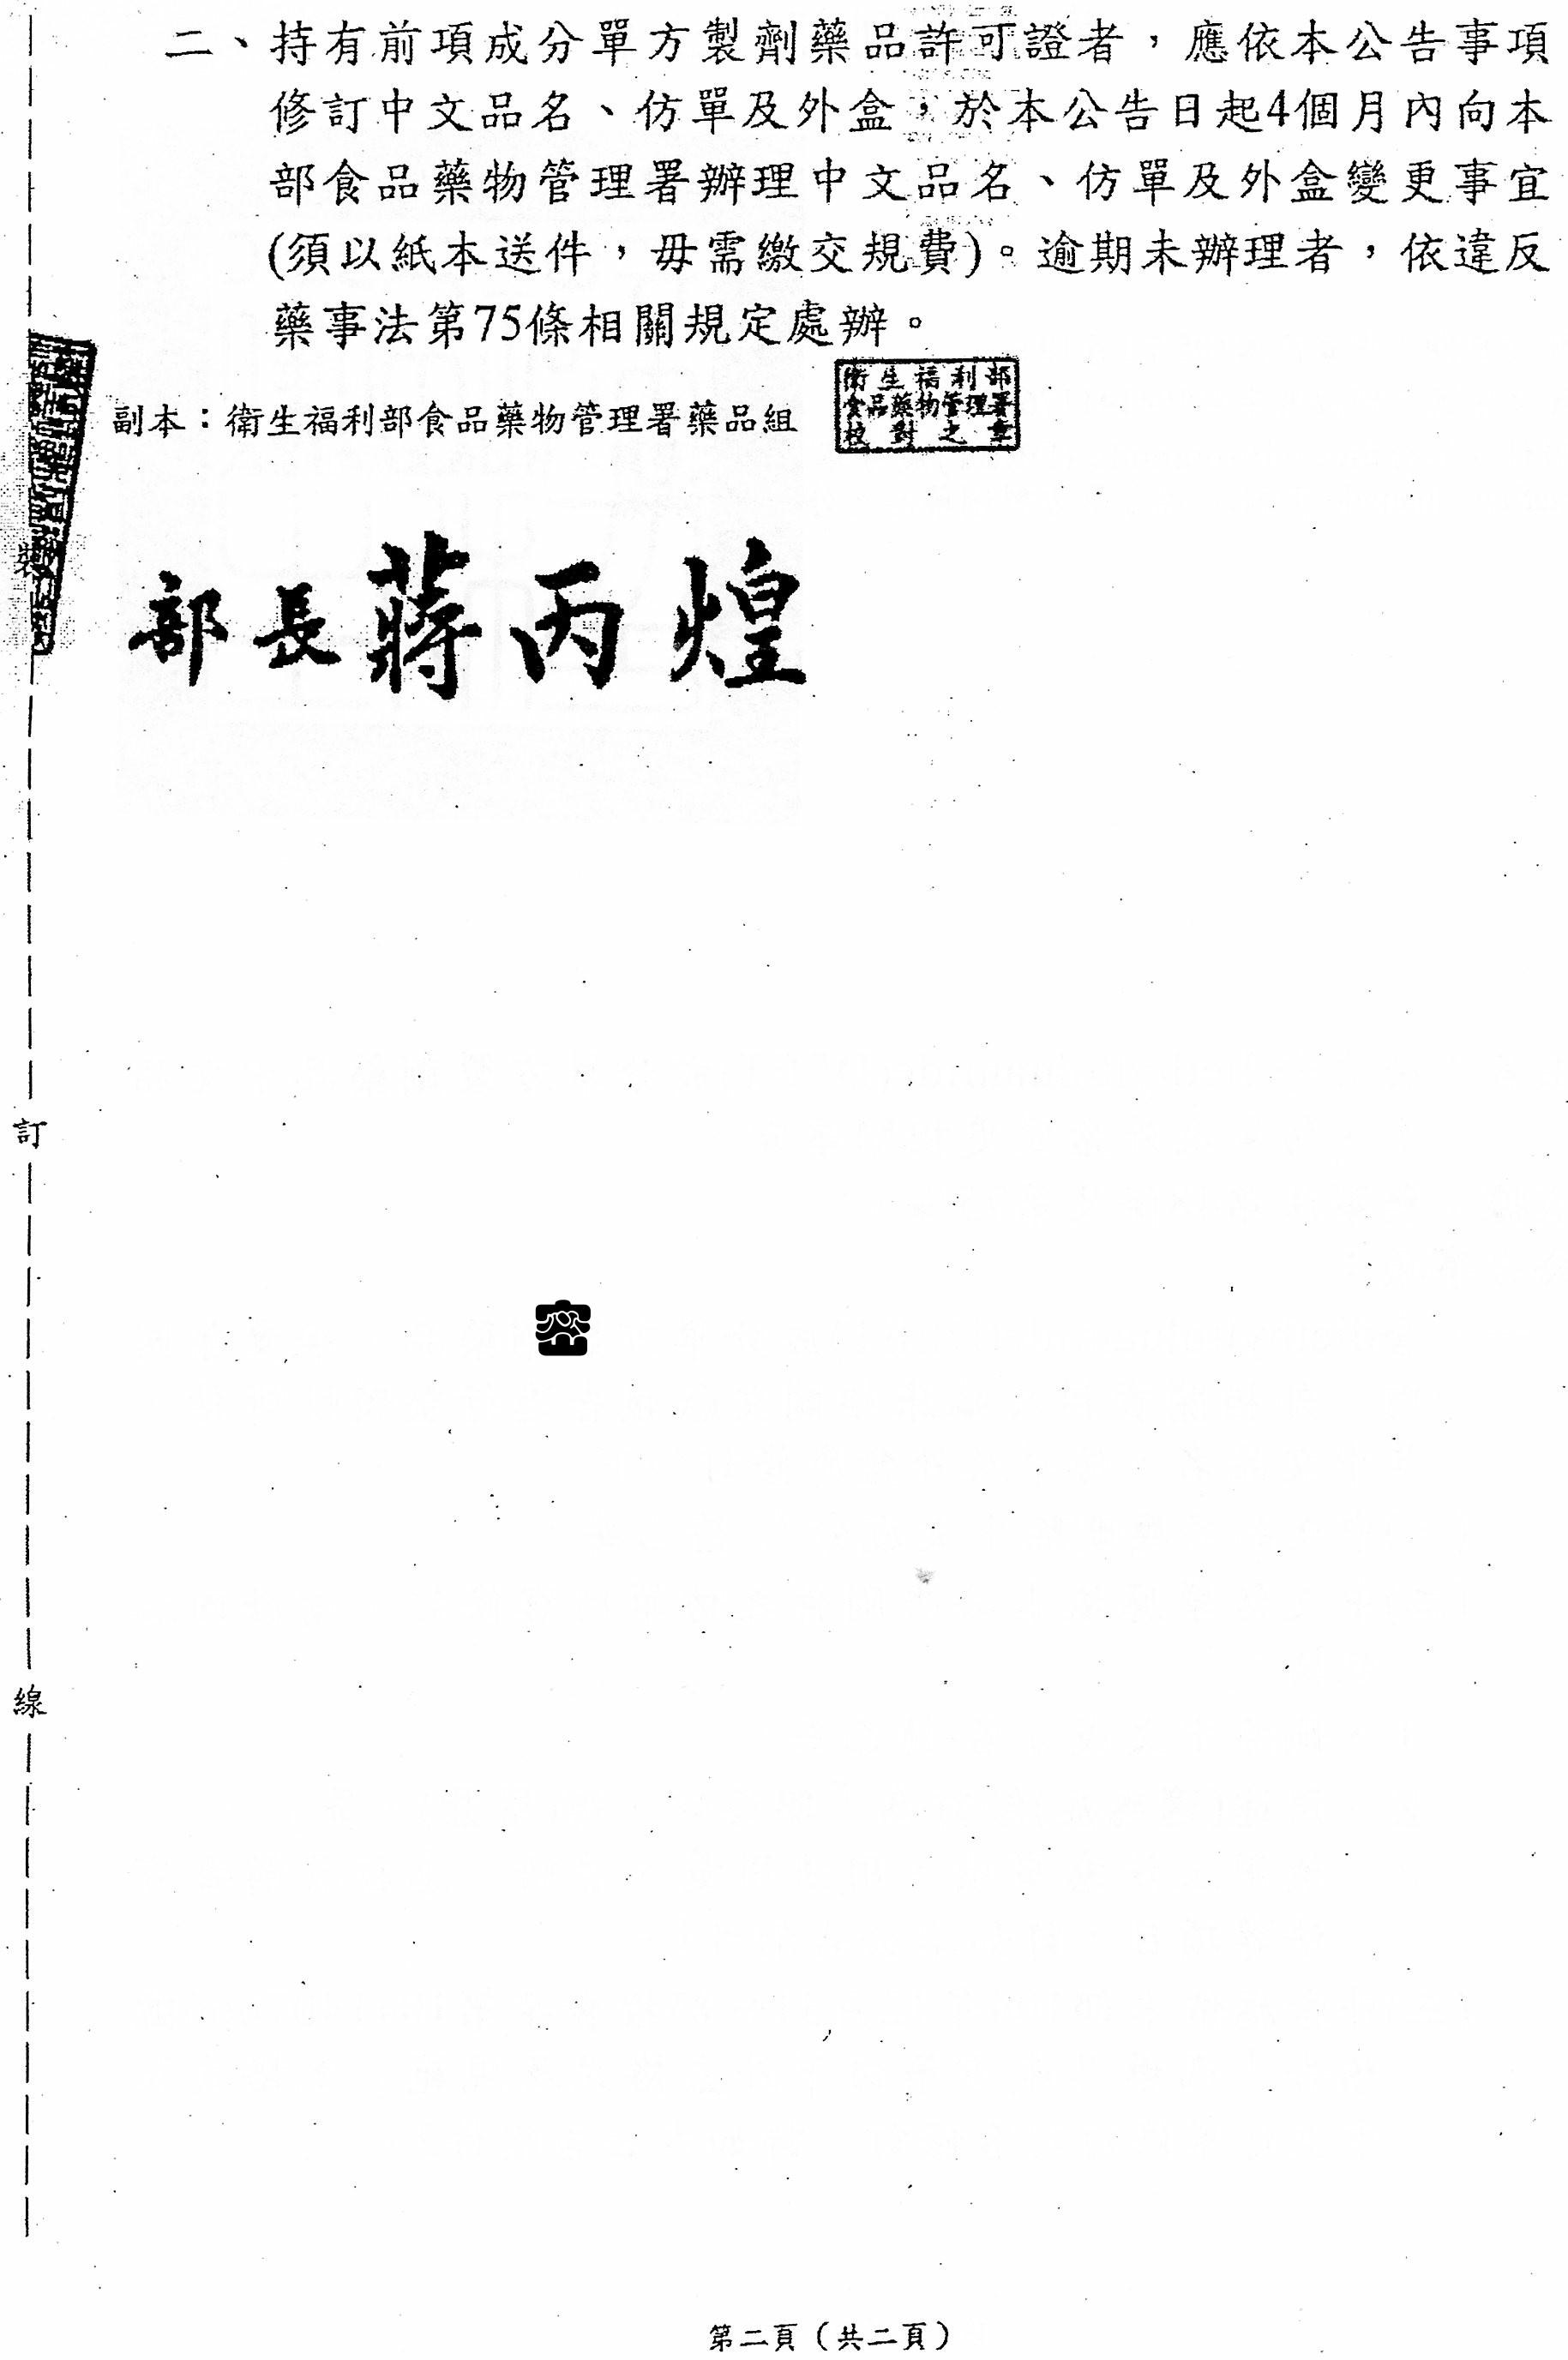 二、持有前項成分單方製劑藥品許可證者，應依本公告事項
修訂中文品名、仿單及外盒，於本公告日起4個月內向本
部食品藥物管理署辦理中文品名、仿單及外盒變更事宜
(須以紙本送件，毋需繳交規費)。逾期未辦理者，依違反
藥事法第75條相關規定處辦。
副本：衛生福利部食品藥物管理署藥品組
衛生福利部
食品藥物管理署
校對之章
部長蔣丙煌
裝
訂
線
第二頁（共二頁）